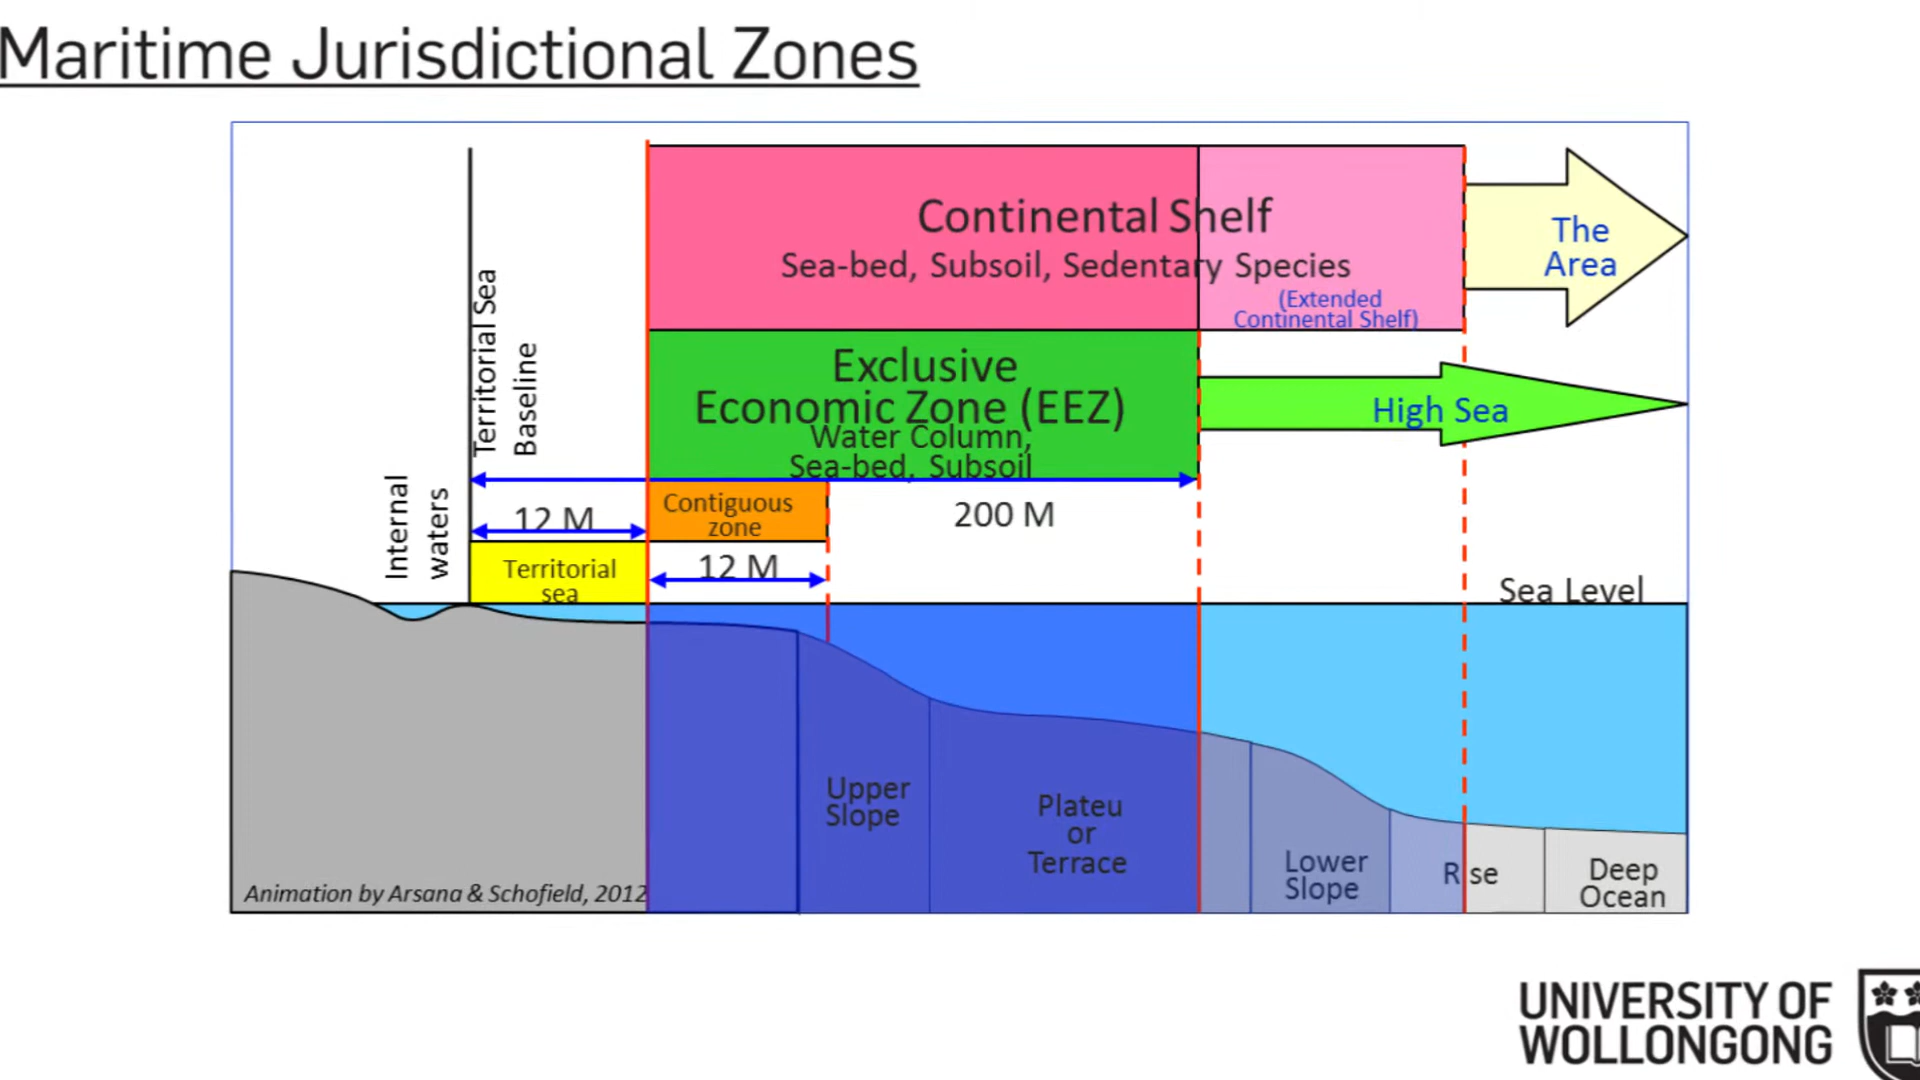 Maritime Jurisdictional Zones
Continental Shelf
Sea-bed, Subsoil, Sedentary Species
(Extended
Continental Shelf)
The
Area
Exclusive
Economic Zone (EEZ)
Water Column,
Sea-bed, Subsoil
High Sea
Territorial Sea
Baseline
Internal
waters
12 M
Contiguous
zone
200 M
Territorial
sea
12 M
Sea Level
Upper
Slope
Plateu
or
Terrace
Lower
Slope
Rise
Deep
Ocean
Animation by Arsana & Schofield, 2012
UNIVERSITY OF
WOLLONGONG